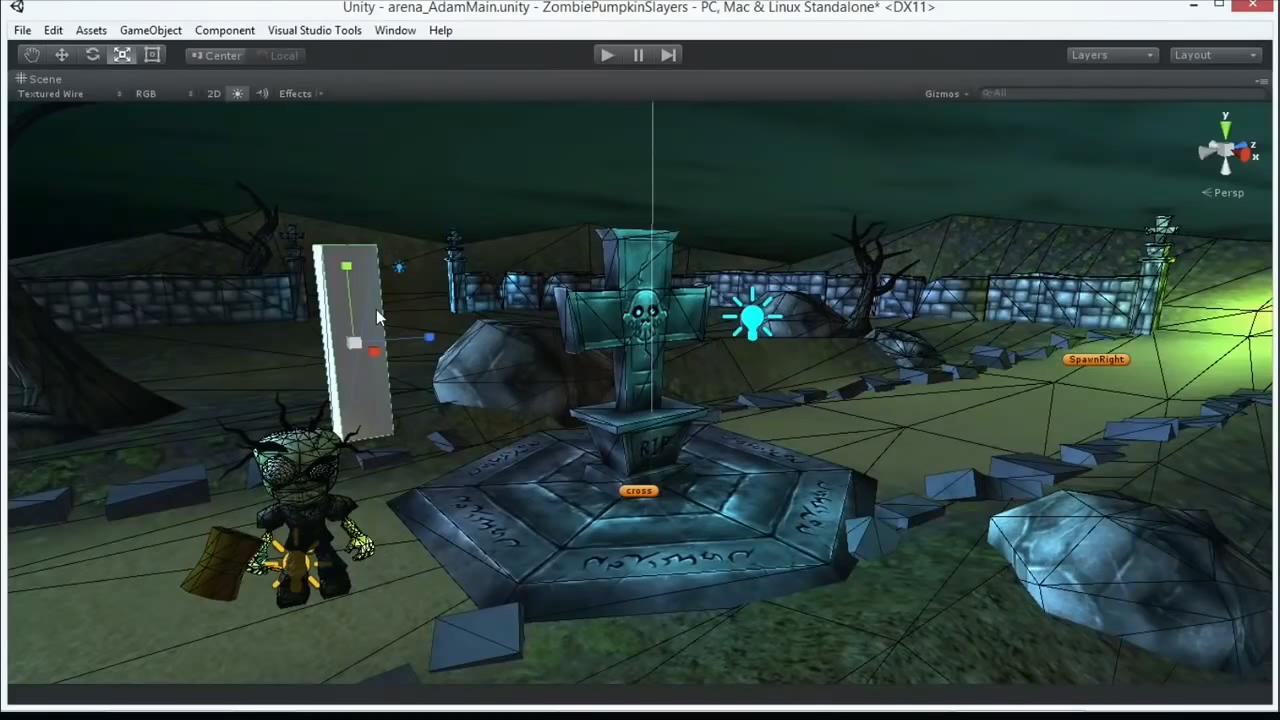 Unity - arena_AdamMain.unity - ZombiePumpkinSlayers - PC, Mac & Linux Standalone* <DX11>
File Edit Assets GameObject Component Visual Studio Tools Window Help
Center Local Layers Layout
Scene
Textured Wire RGB 2D Effects Gizmos All
y
z
x
Persp
SpawnRight
RIP
cross